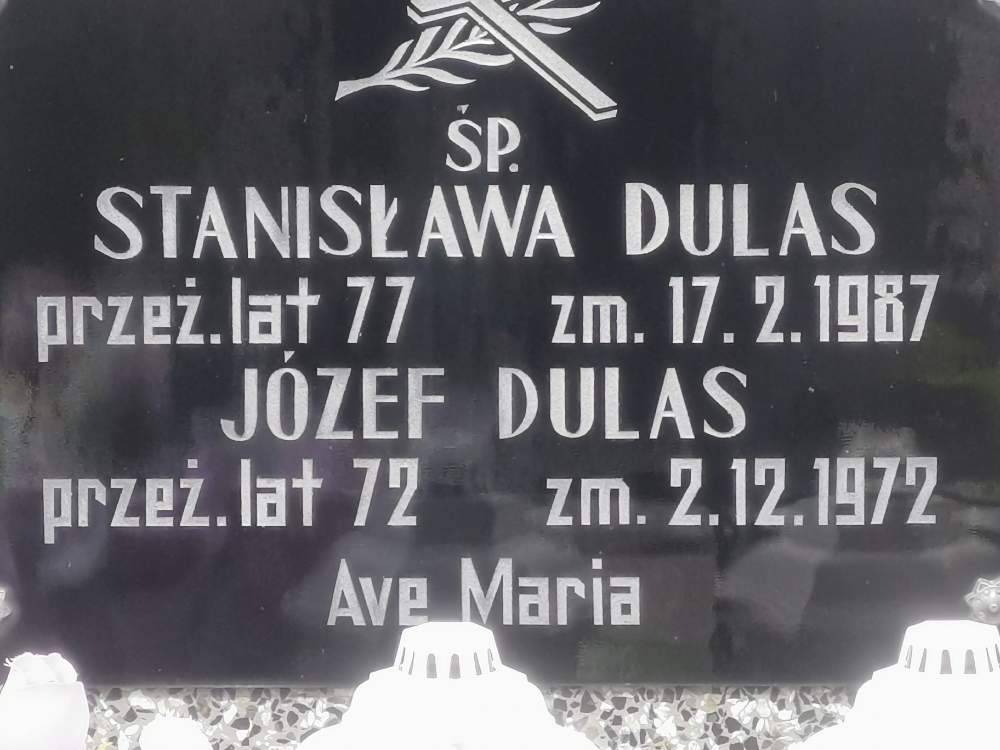 ŚP.
STANISŁAWA DULAS
przeż. lat 77 zm. 17. 2. 1987
JÓZEF DULAS
przeż. lat 72 zm. 2.12.1972
Ave Maria